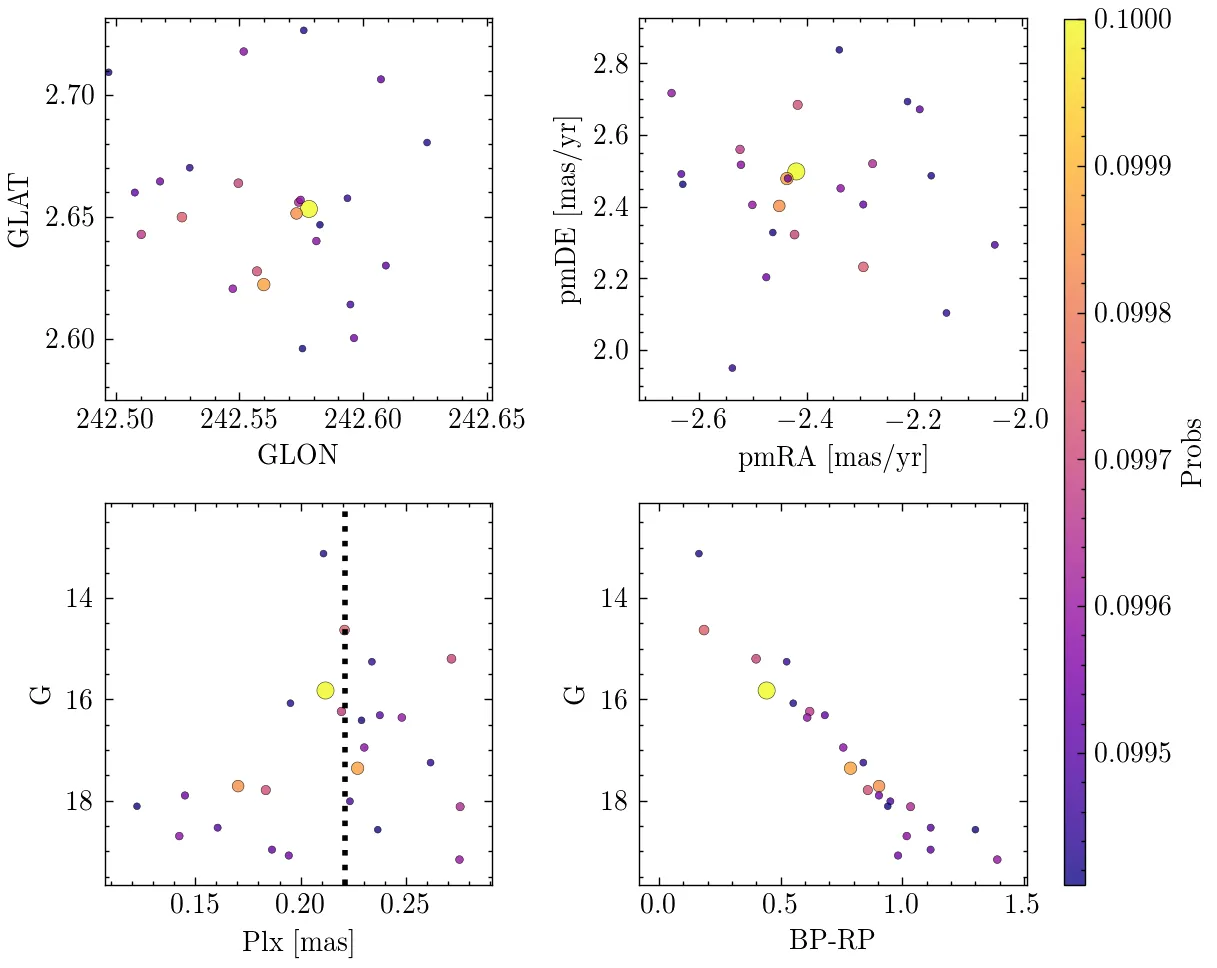 2.70
2.65
2.60
GLAT
242.50 242.55 242.60 242.65
GLON
2.8
2.6
2.4
2.2
2.0
pmDE [mas/yr]
−2.6 −2.4 −2.2 −2.0
pmRA [mas/yr]
14
16
18
G
0.15 0.20 0.25
Plx [mas]
14
16
18
G
0.0 0.5 1.0 1.5
BP-RP
0.1000
0.0999
0.0998
0.0997
0.0996
0.0995
Probs